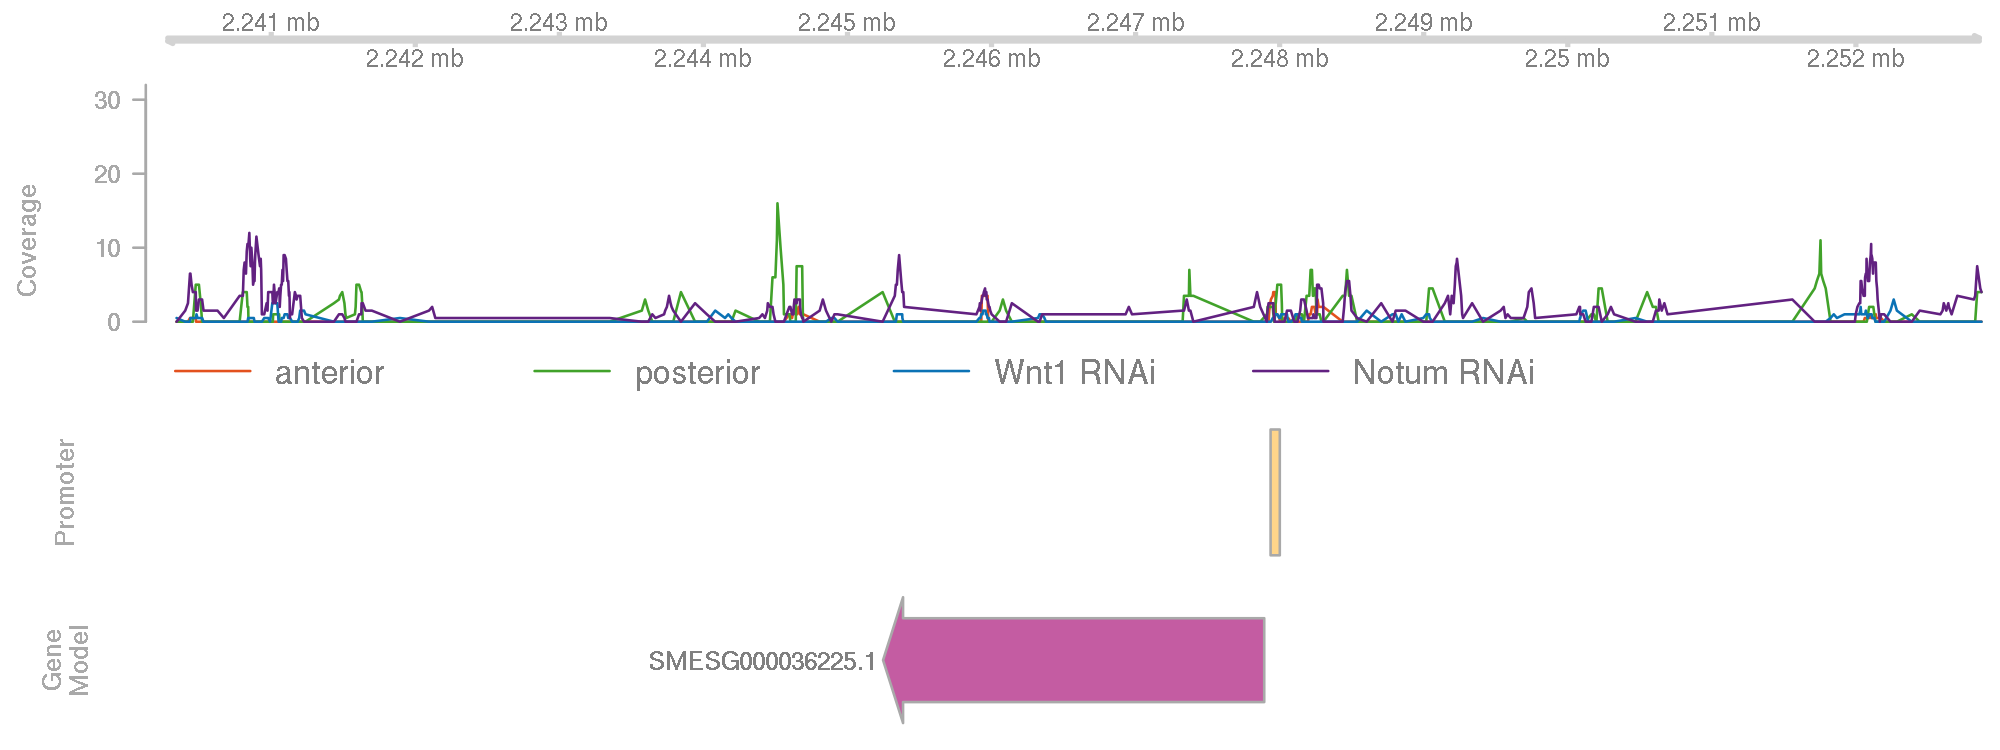 2.241 mb 2.243 mb 2.245 mb 2.247 mb 2.249 mb 2.251 mb
2.242 mb 2.244 mb 2.246 mb 2.248 mb 2.25 mb 2.252 mb
30
20
10
0
Coverage
anterior posterior Wnt1 RNAi Notum RNAi
Promoter
Gene
Model
SMESG000036225.1